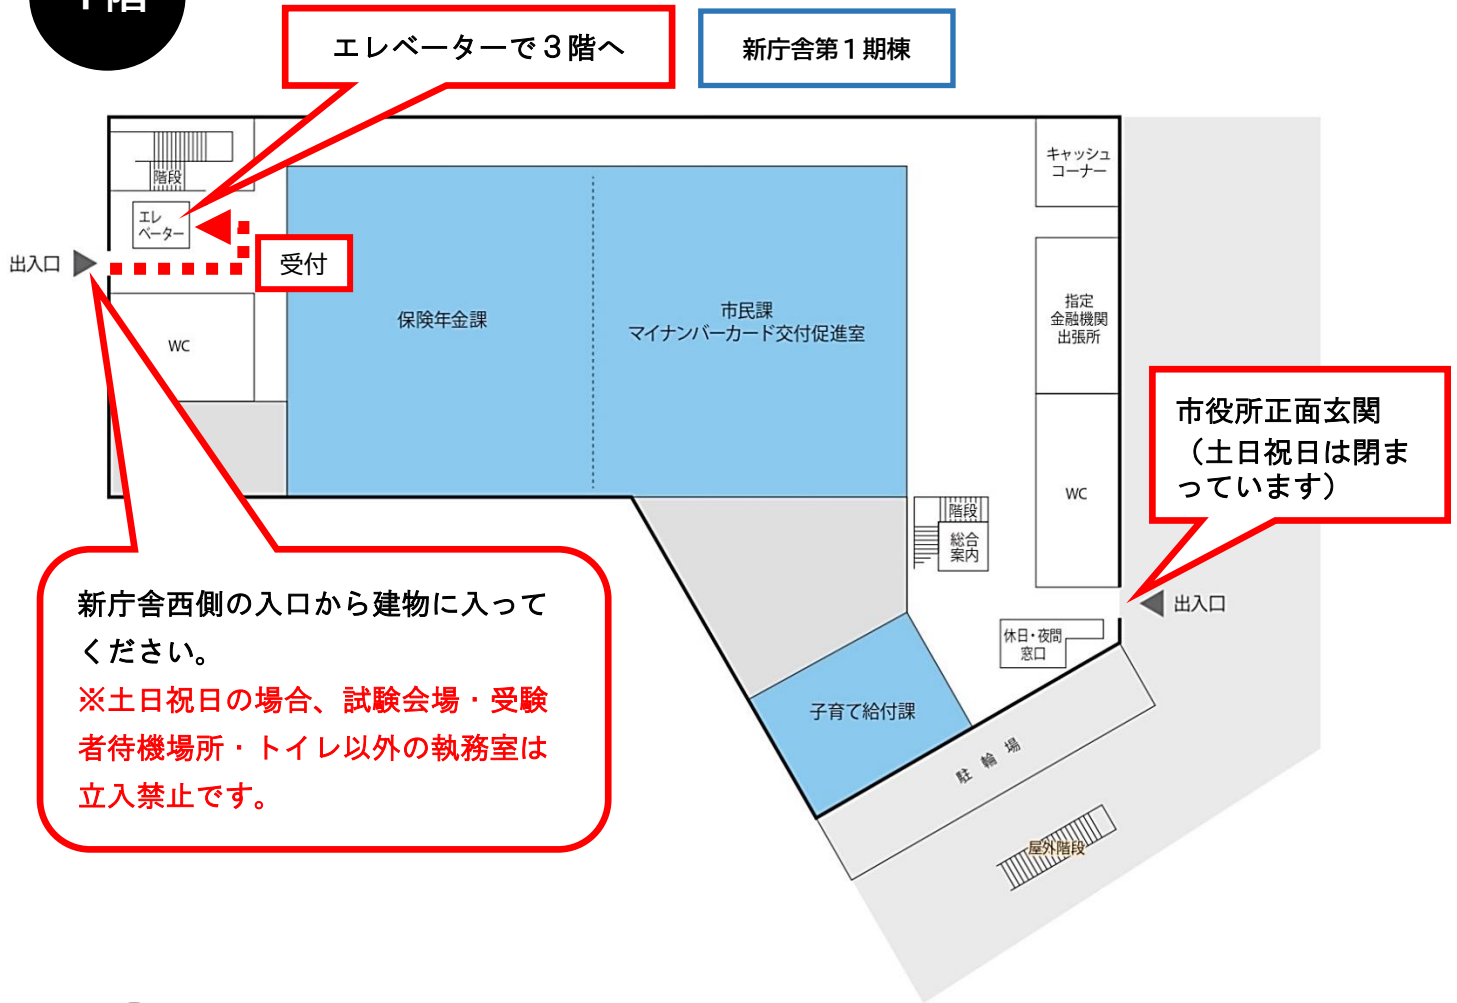 1階
エレベーターで３階へ
新庁舎第１期棟
階段
エレ
ベーター
出入口
受付
WC
保険年金課
市民課
マイナンバーカード交付促進室
キャッシュ
コーナー
指定
金融機関
出張所
WC
市役所正面玄関
（土日祝日は閉ま
っています）
階段
総合
案内
出入口
休日・夜間
窓口
子育て給付課
駐輪場
屋外階段
新庁舎西側の入口から建物に入って
ください。
※土日祝日の場合、試験会場・受験
者待機場所・トイレ以外の執務室は
立入禁止です。